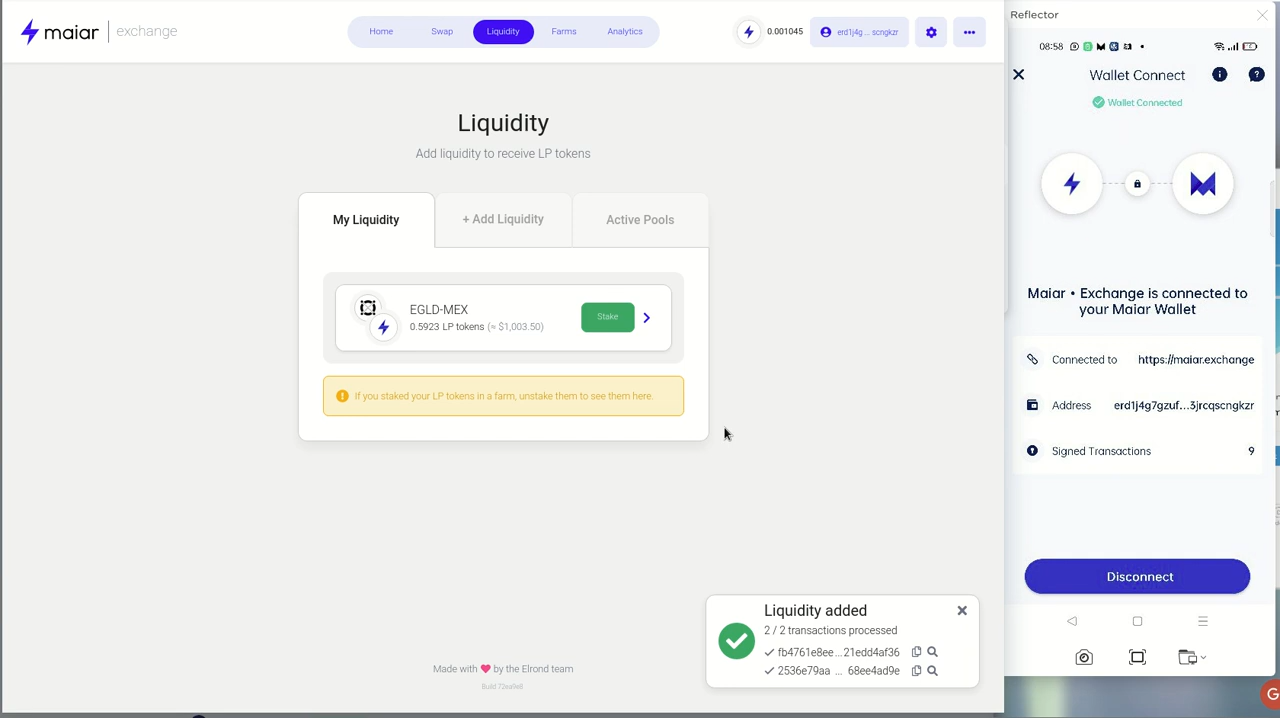 maiar | exchange
Home
Swap
Liquidity
Farms
Analytics
0.001045
erd1j4g ... scngkzr
Liquidity
Add liquidity to receive LP tokens
My Liquidity
+ Add Liquidity
Active Pools
EGLD-MEX
0.5923 LP tokens (≈ $1,003.50)
Stake
If you staked your LP tokens in a farm, unstake them to see them here.
Liquidity added
2 / 2 transactions processed
fb4761e8ee ... 21edd4af36
2536e79aa ... 68ee4ad9e
Made with ❤ by the Elrond team
Build 72ea9e8
Reflector
08:58
Wallet Connect
Wallet Connected
Maiar • Exchange is connected to
your Maiar Wallet
Connected to https://maiar.exchange
Address erd1j4g7gzuf...3jrcqscngkzr
Signed Transactions 9
Disconnect